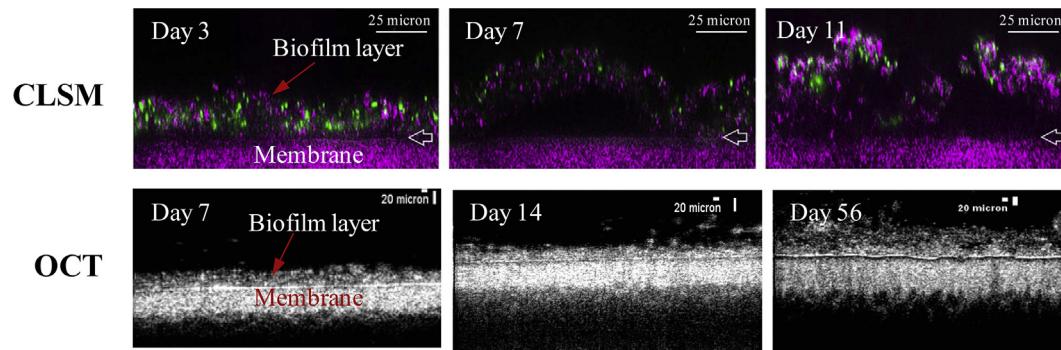 CLSM
Day 3
25 micron
Biofilm layer
Membrane
Day 7
25 micron
Day 11
25 micron
OCT
Day 7
20 micron
Biofilm layer
Membrane
Day 14
20 micron
Day 56
20 micron